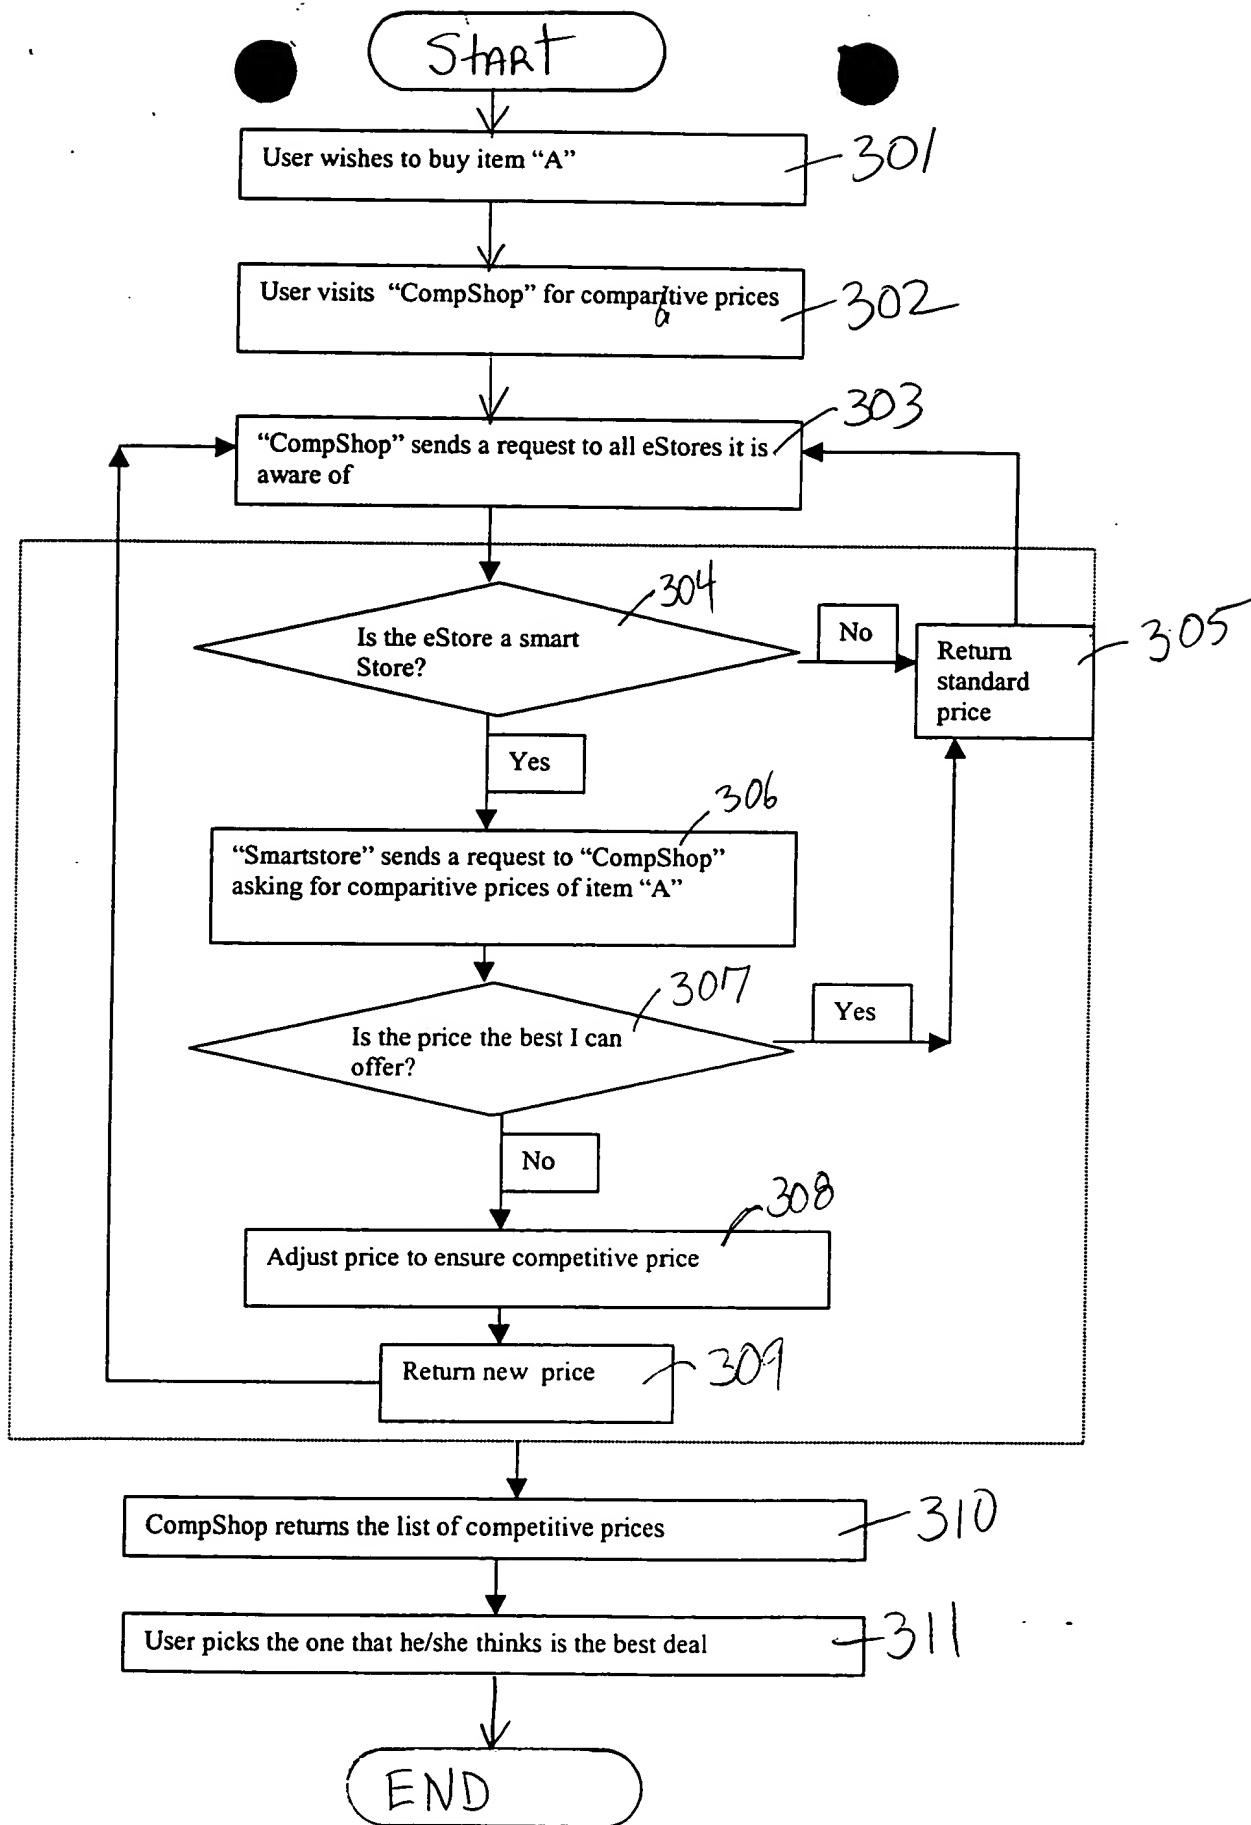 START
User wishes to buy item “A”
301
User visits “CompShop” for comparitive prices
a
302
303
“CompShop” sends a request to all eStores it is
aware of
304
Is the eStore a smart
Store?
No
Return
standard
price
305
Yes
306
“Smartstore” sends a request to “CompShop”
asking for comparitive prices of item “A”
307
Is the price the best I can
offer?
Yes
No
308
Adjust price to ensure competitive price
Return new price
309
CompShop returns the list of competitive prices
310
User picks the one that he/she thinks is the best deal
311
END